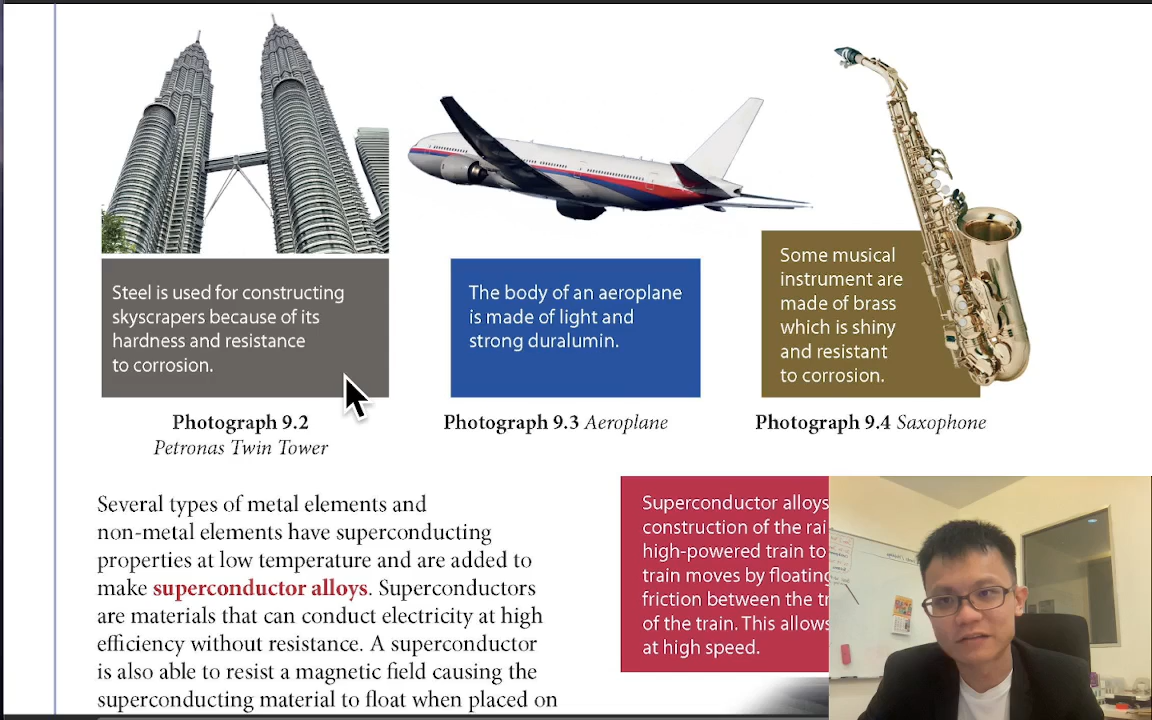 Steel is used for constructing
skyscrapers because of its
hardness and resistance
to corrosion.
Photograph 9.2
Petronas Twin Tower
The body of an aeroplane
is made of light and
strong duralumin.
Photograph 9.3 Aeroplane
Some musical
instrument are
made of brass
which is shiny
and resistant
to corrosion.
Photograph 9.4 Saxophone
Several types of metal elements and
non-metal elements have superconducting
properties at low temperature and are added to
make superconductor alloys. Superconductors
are materials that can conduct electricity at high
efficiency without resistance. A superconductor
is also able to resist a magnetic field causing the
superconducting material to float when placed on
Superconductor alloys
construction of the rai
high-powered train to
train moves by floating
friction between the tr
of the train. This allows
at high speed.